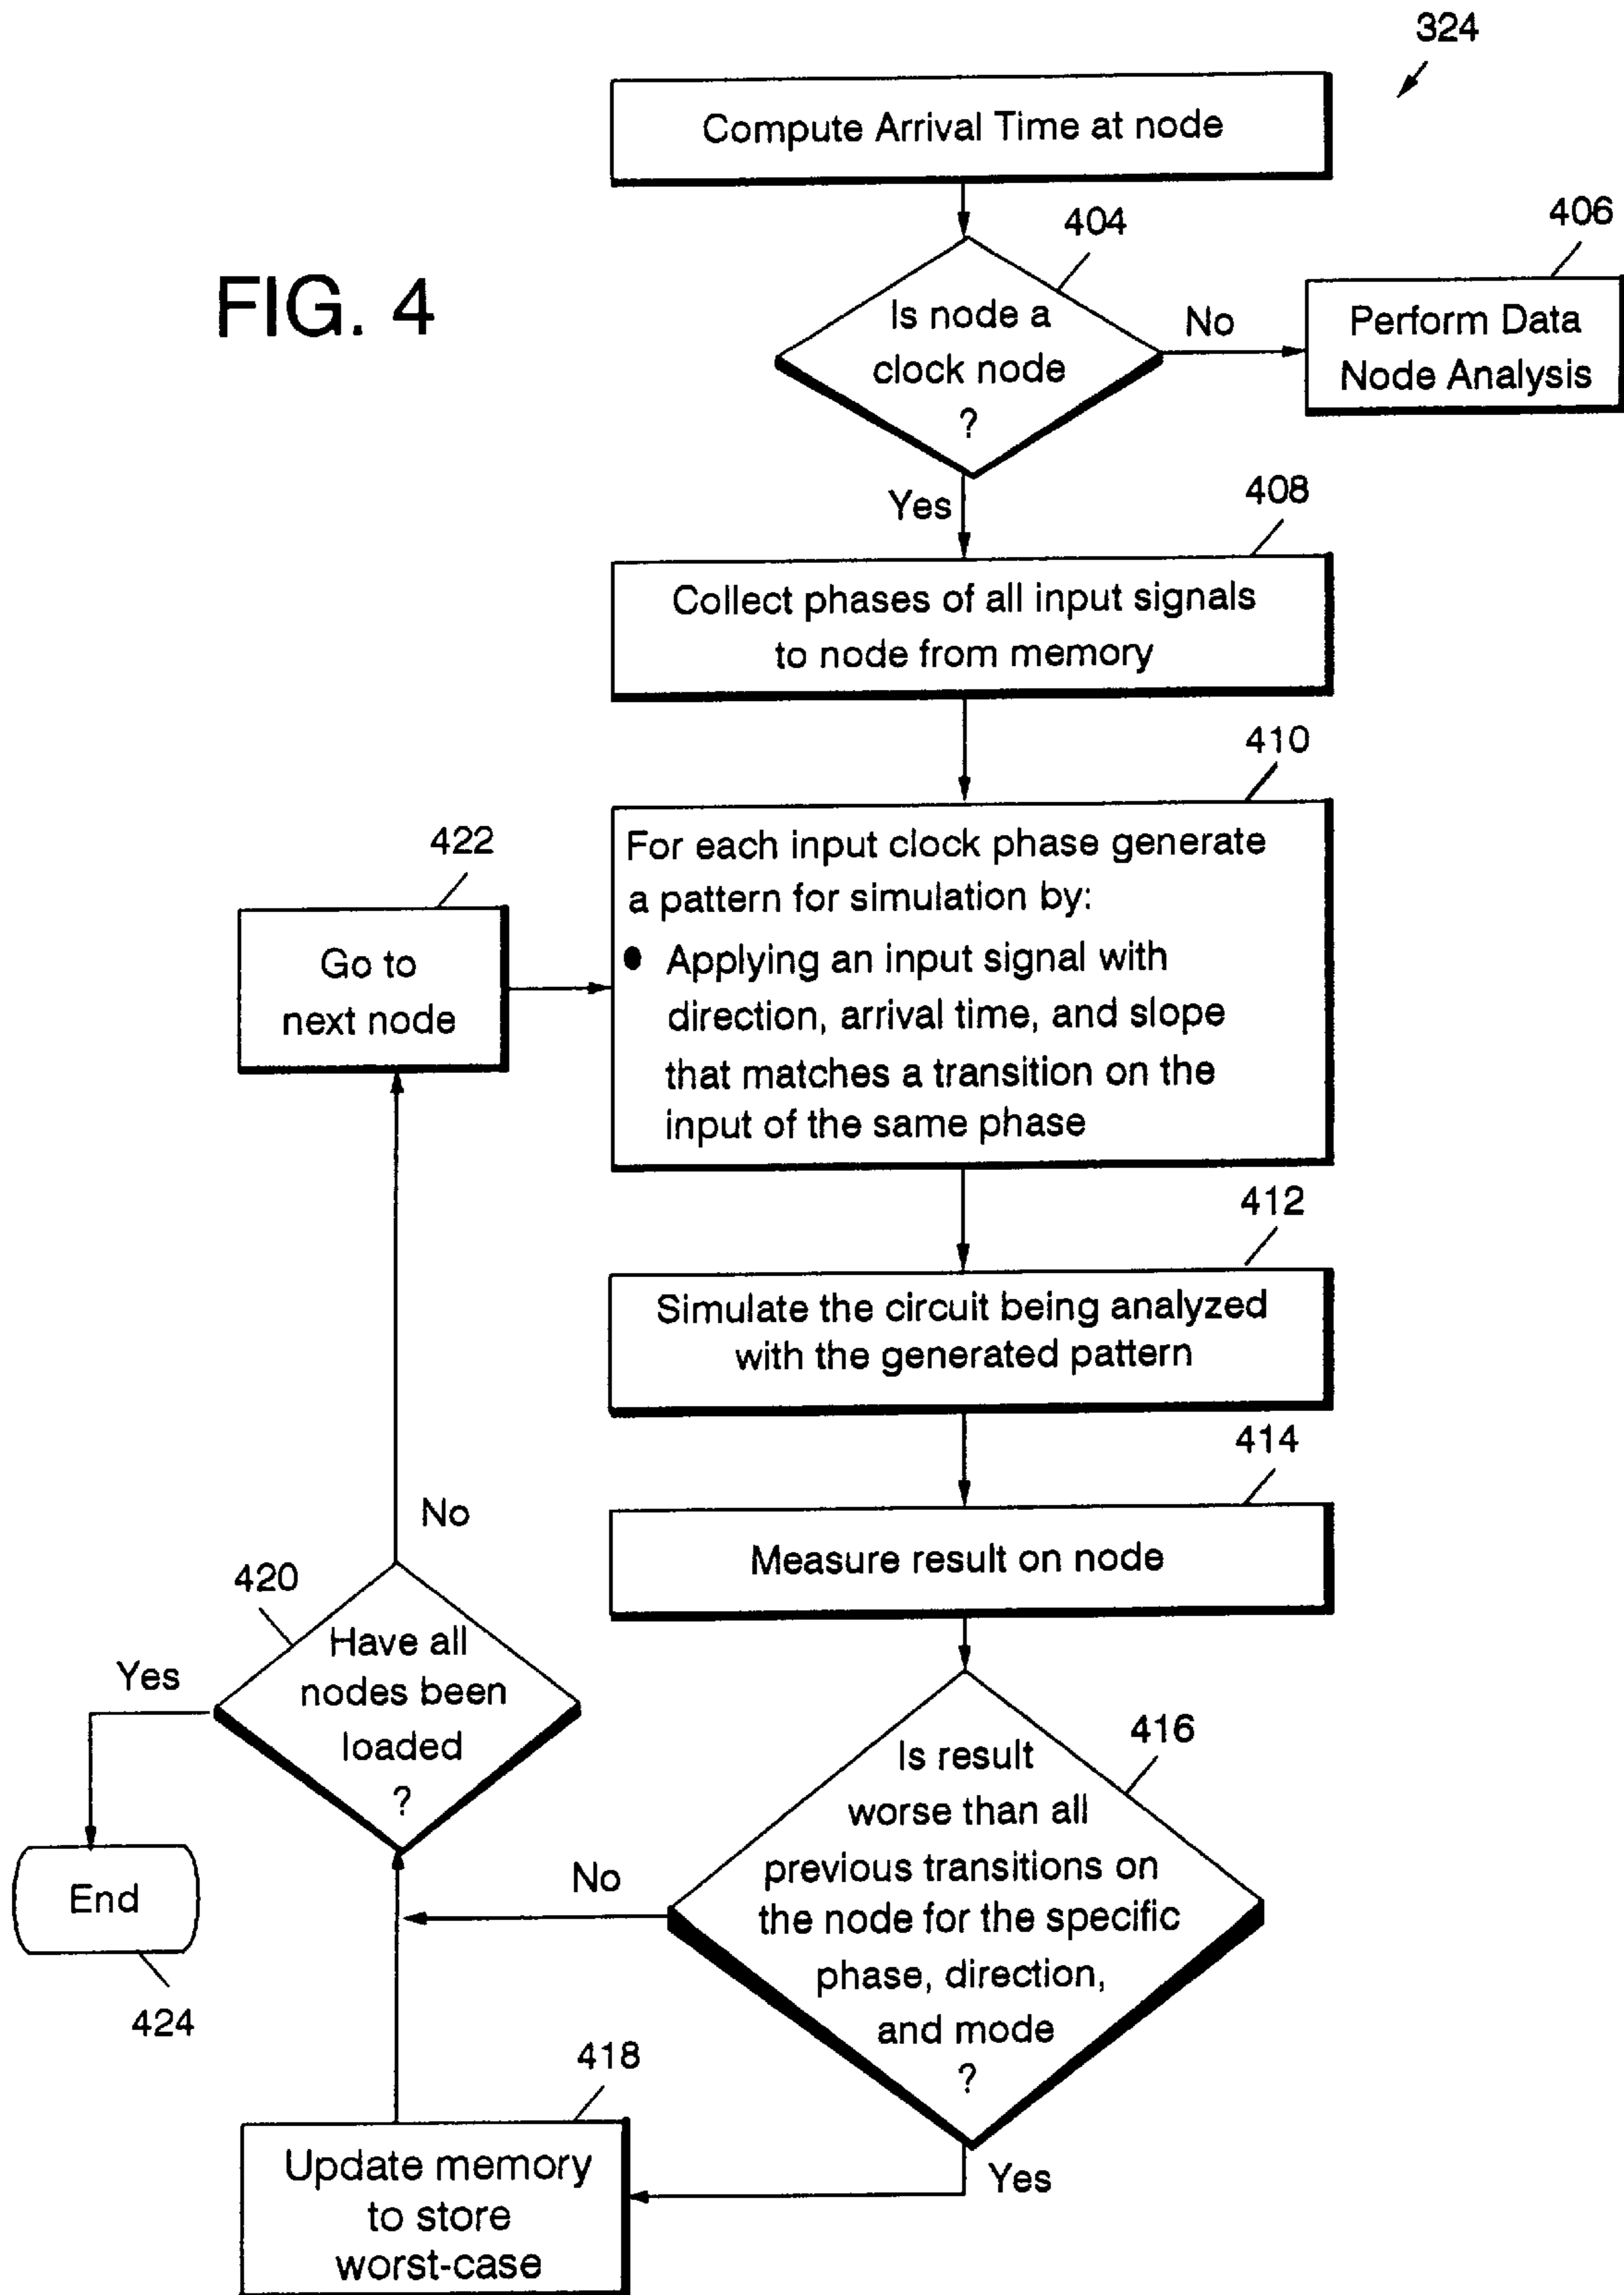 324
Compute Arrival Time at node
FIG. 4
404
Is node a
clock node
?
No
406
Perform Data
Node Analysis
Yes
408
Collect phases of all input signals
to node from memory
410
For each input clock phase generate
a pattern for simulation by:
● Applying an input signal with
direction, arrival time, and slope
that matches a transition on the
input of the same phase
422
Go to
next node
412
Simulate the circuit being analyzed
with the generated pattern
414
Measure result on node
No
420
Have all
nodes been
loaded
?
Yes
End
424
416
Is result
worse than all
previous transitions on
the node for the specific
phase, direction,
and mode
?
No
Yes
418
Update memory
to store
worst-case